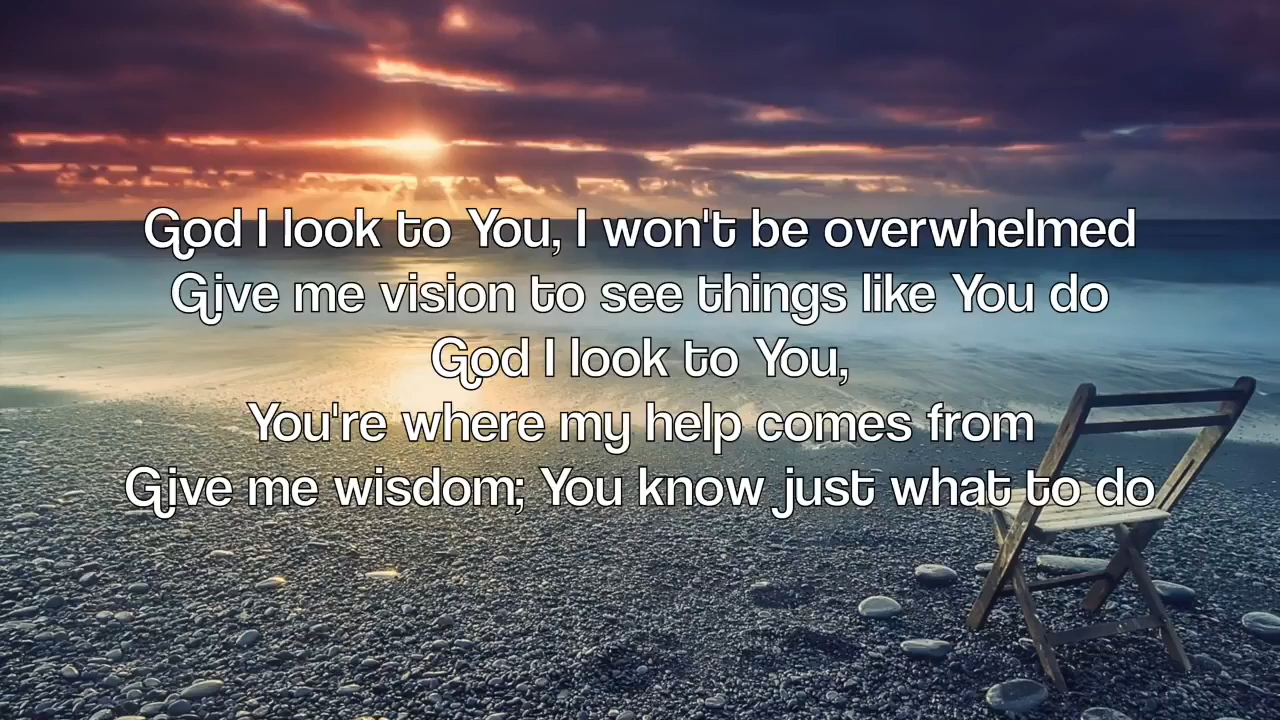 God I look to You, I won't be overwhelmed
Give me vision to see things like You do
God I look to You,
You're where my help comes from
Give me wisdom; You know just what to do